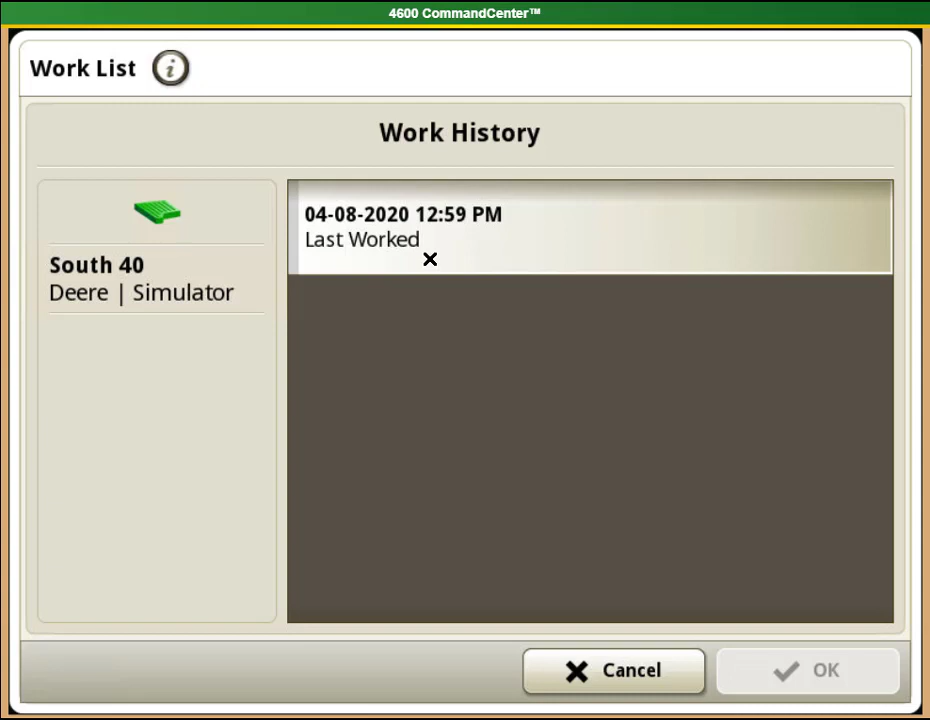 4600 CommandCenter™
Work List
Work History
South 40
Deere | Simulator
04-08-2020 12:59 PM
Last Worked
Cancel
OK